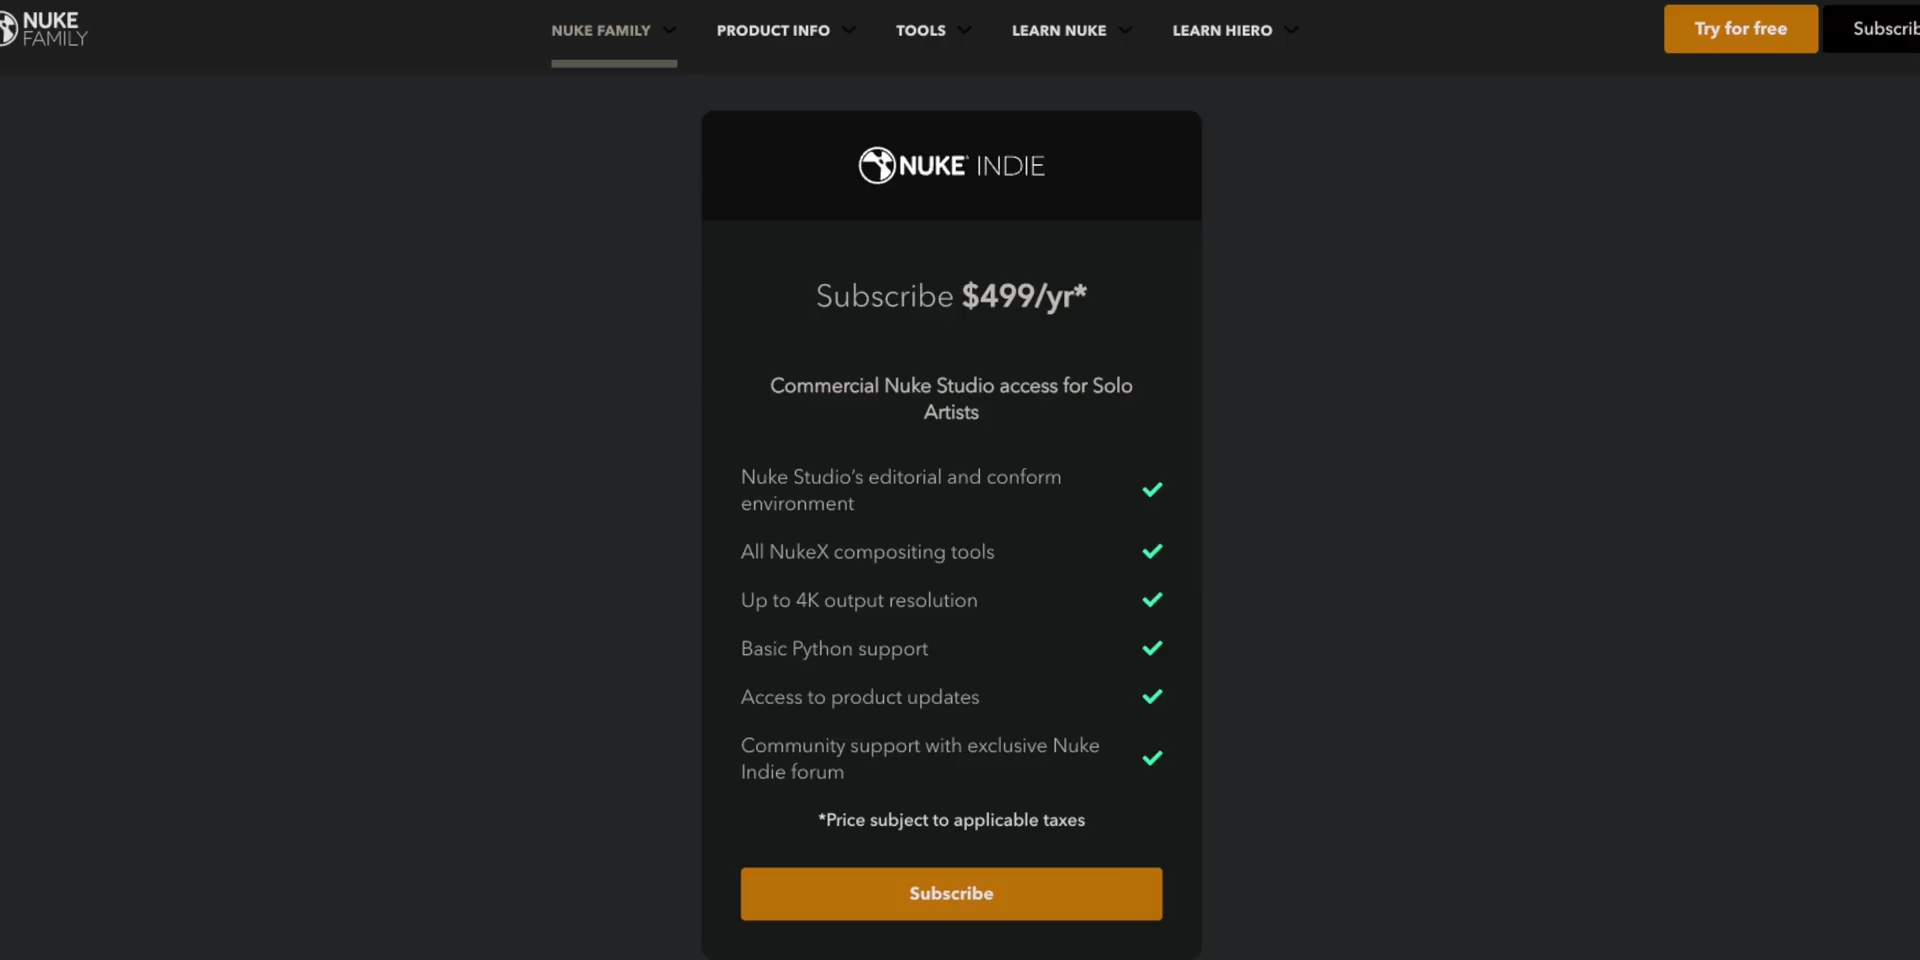 NUKE
FAMILY
NUKE FAMILY
PRODUCT INFO
TOOLS
LEARN NUKE
LEARN HIERO
Try for free
Subscrib
NUKE® INDIE
Subscribe $499/yr*
Commercial Nuke Studio access for Solo
Artists
Nuke Studio’s editorial and conform
environment
All NukeX compositing tools
Up to 4K output resolution
Basic Python support
Access to product updates
Community support with exclusive Nuke
Indie forum
*Price subject to applicable taxes
Subscribe